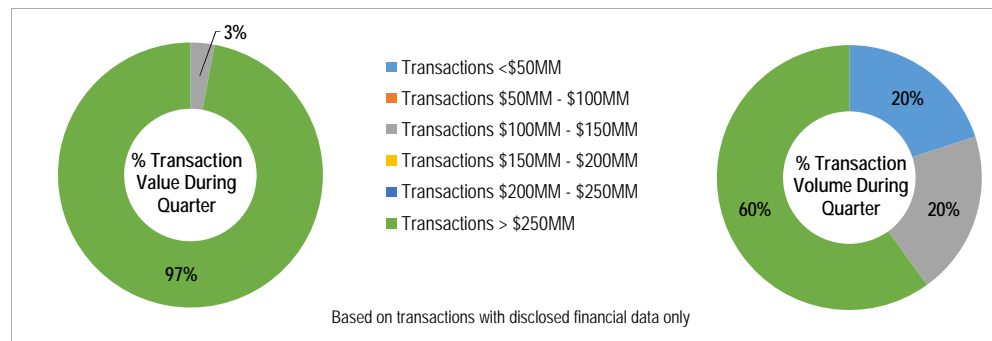 3%
% Transaction
Value During
Quarter
97%
Transactions <$50MM
Transactions $50MM - $100MM
Transactions $100MM - $150MM
Transactions $150MM - $200MM
Transactions $200MM - $250MM
Transactions > $250MM
20%
% Transaction
Volume During
Quarter
60%
20%
Based on transactions with disclosed financial data only